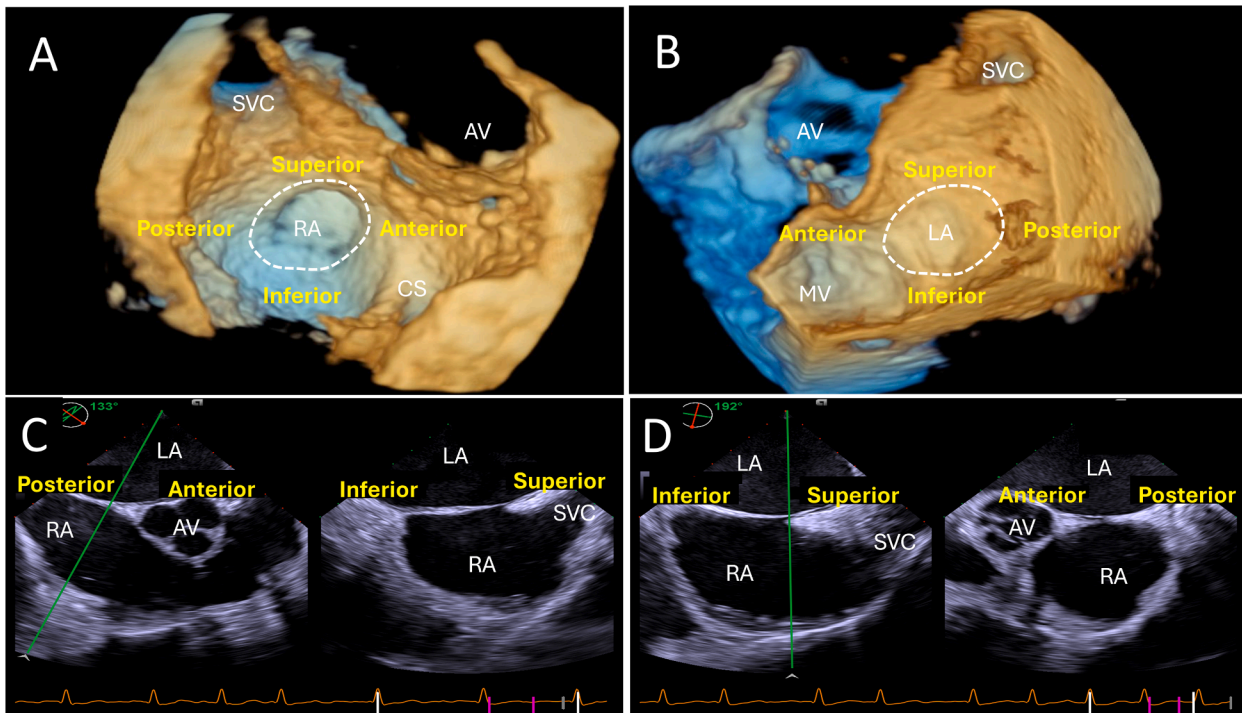 A
SVC
AV
Superior
Posterior
RA
Anterior
Inferior
CS
B
SVC
AV
Superior
Anterior
LA
Posterior
MV
Inferior
C
133°
LA
Posterior
Anterior
RA
AV
LA
Inferior
Superior
SVC
RA
D
192°
LA
Inferior
Superior
SVC
RA
LA
Anterior
Posterior
AV
RA